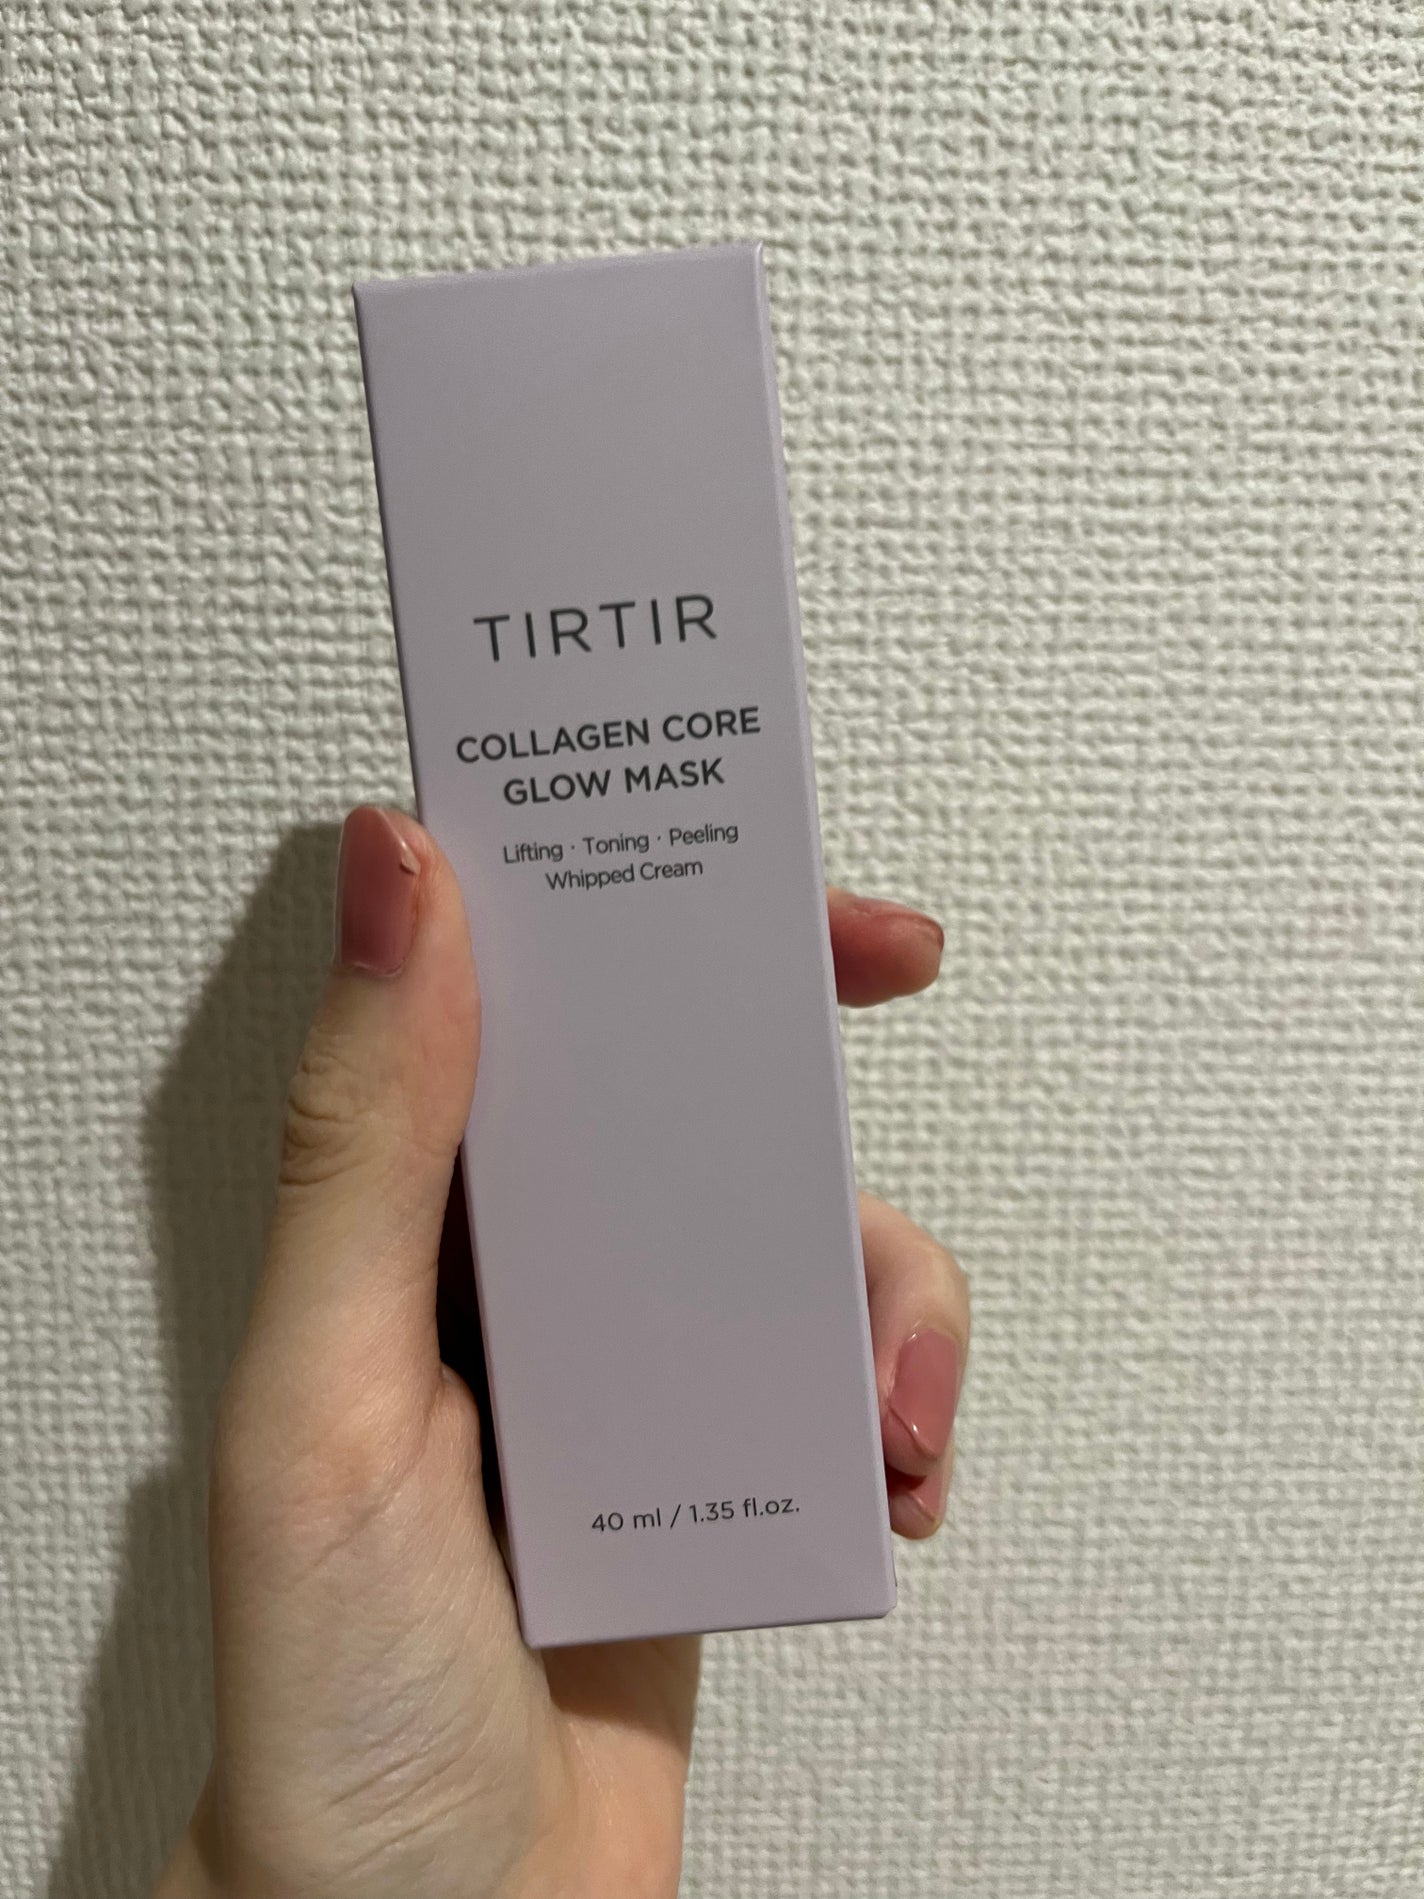 TIRTIR
COLLAGEN CORE
GLOW MASK
Lifting · Toning · Peeling
Whipped Cream
40 ml / 1.35 fl.oz.